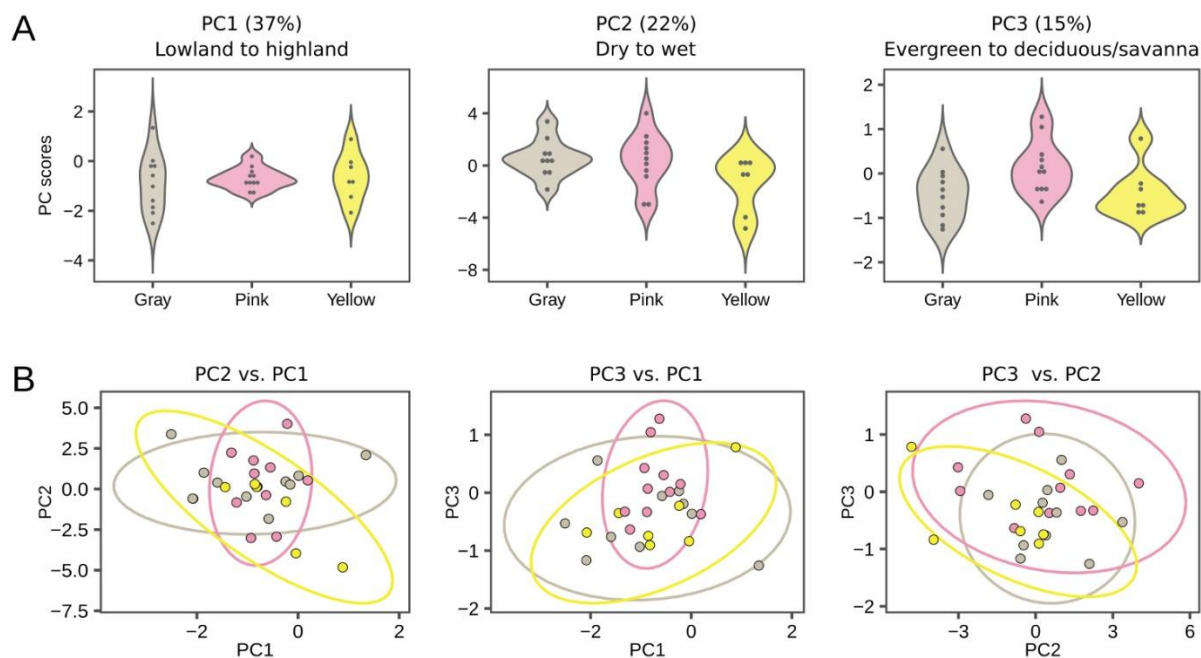 A
PC1 (37%)
Lowland to highland
PC2 (22%)
Dry to wet
PC3 (15%)
Evergreen to deciduous/savanna
PC scores
2
0
−2
−4
Gray Pink Yellow
4
0
−4
−8
Gray Pink Yellow
2
1
0
−1
−2
Gray Pink Yellow
B
PC2 vs. PC1
PC2
5.0
2.5
0.0
−2.5
−5.0
−7.5
−2 0 2
PC1
PC3 vs. PC1
PC3
1
0
−1
−2
−2 0 2
PC1
PC3 vs. PC2
PC3
1
0
−1
−2
−3 0 3 6
PC2